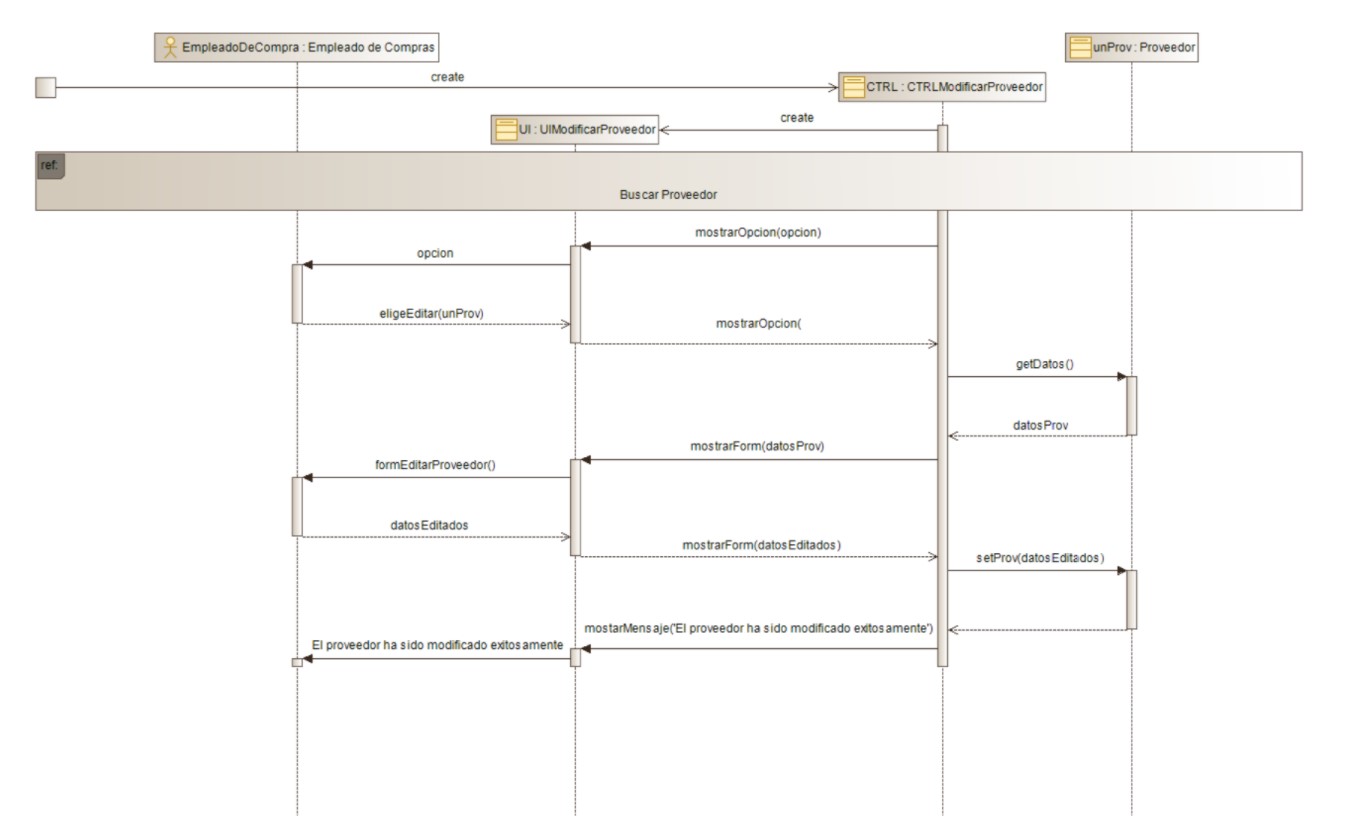 EmpleadoDeCompra : Empleado de Compras
unProv : Proveedor
create
CTRL : CTRLModificarProveedor
create
UI : UIModificarProveedor
ref:
Buscar Proveedor
mostrarOpcion(opcion)
opcion
eligeEditar(unProv)
mostrarOpcion(
getDatos()
datosProv
mostrarForm(datosProv)
formEditarProveedor()
datosEditados
mostrarForm(datosEditados)
setProv(datosEditados)
mostarMensaje('El proveedor ha sido modificado exitosamente')
El proveedor ha sido modificado exitosamente